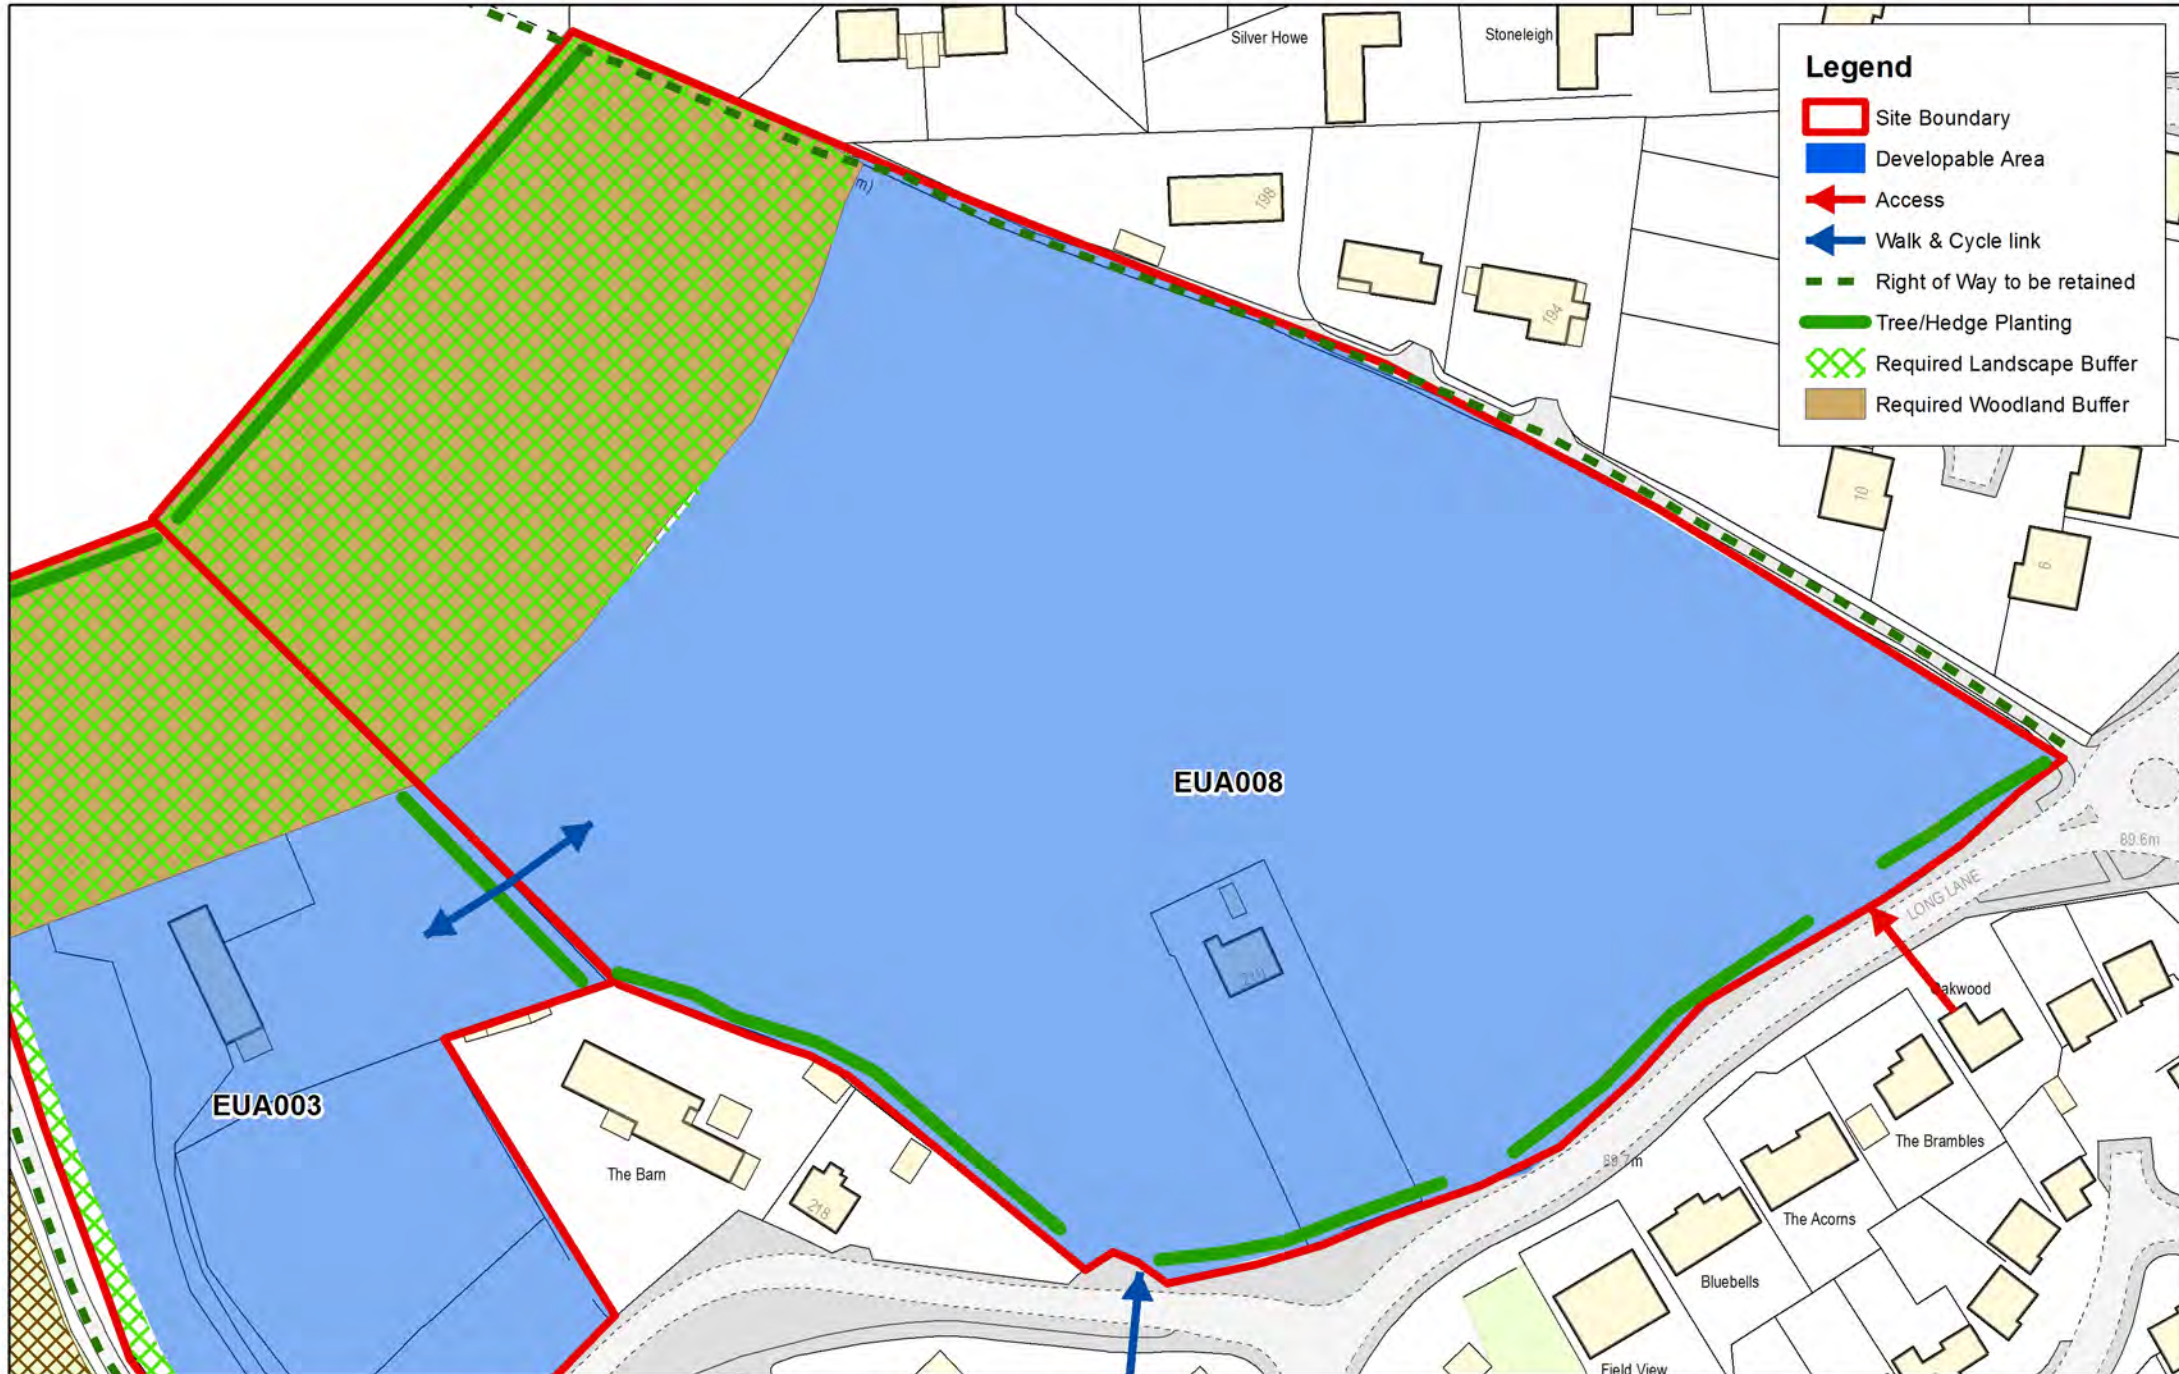 Silver Howe
Stoneleigh
Legend
Site Boundary
Developable Area
Access
Walk & Cycle link
Right of Way to be retained
Tree/Hedge Planting
Required Landscape Buffer
Required Woodland Buffer
m)
198
194
10
6
EUA008
89.6m
LONG LANE
Oakwood
EUA003
The Barn
218
The Brambles
The Acorns
Bluebells
Field View